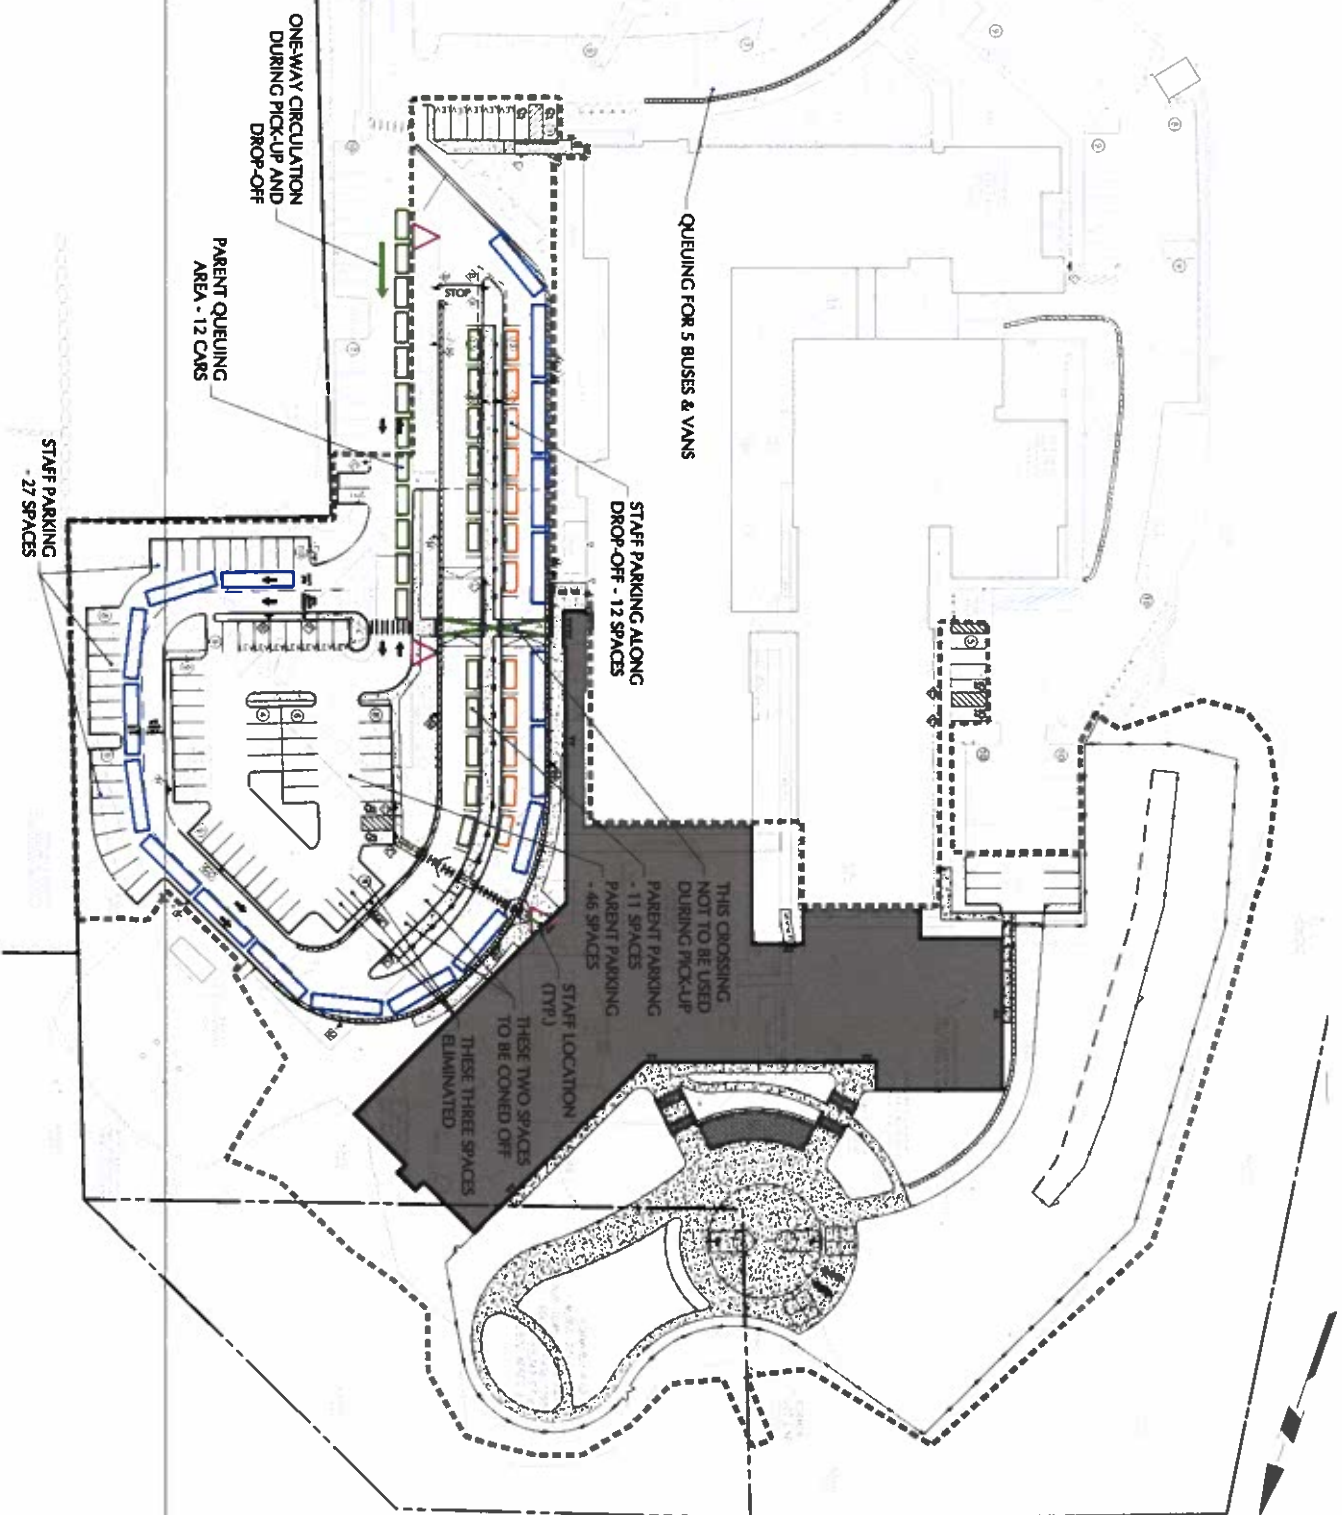 ONE-WAY CIRCULATION
DURING PICK-UP AND
DROP-OFF
PARENT QUEUING
AREA - 12 CARS
STAFF PARKING
- 27 SPACES
QUEUING FOR 5 BUSES & VANS
STAFF PARKING ALONG
DROP-OFF - 12 SPACES
STOP
THIS CROSSING
NOT TO BE USED
DURING PICK-UP
PARENT PARKING
- 11 SPACES
PARENT PARKING
- 46 SPACES
STAFF LOCATION
(TYP.)
THESE TWO SPACES
TO BE CONED OFF
THESE THREE SPACES
ELIMINATED